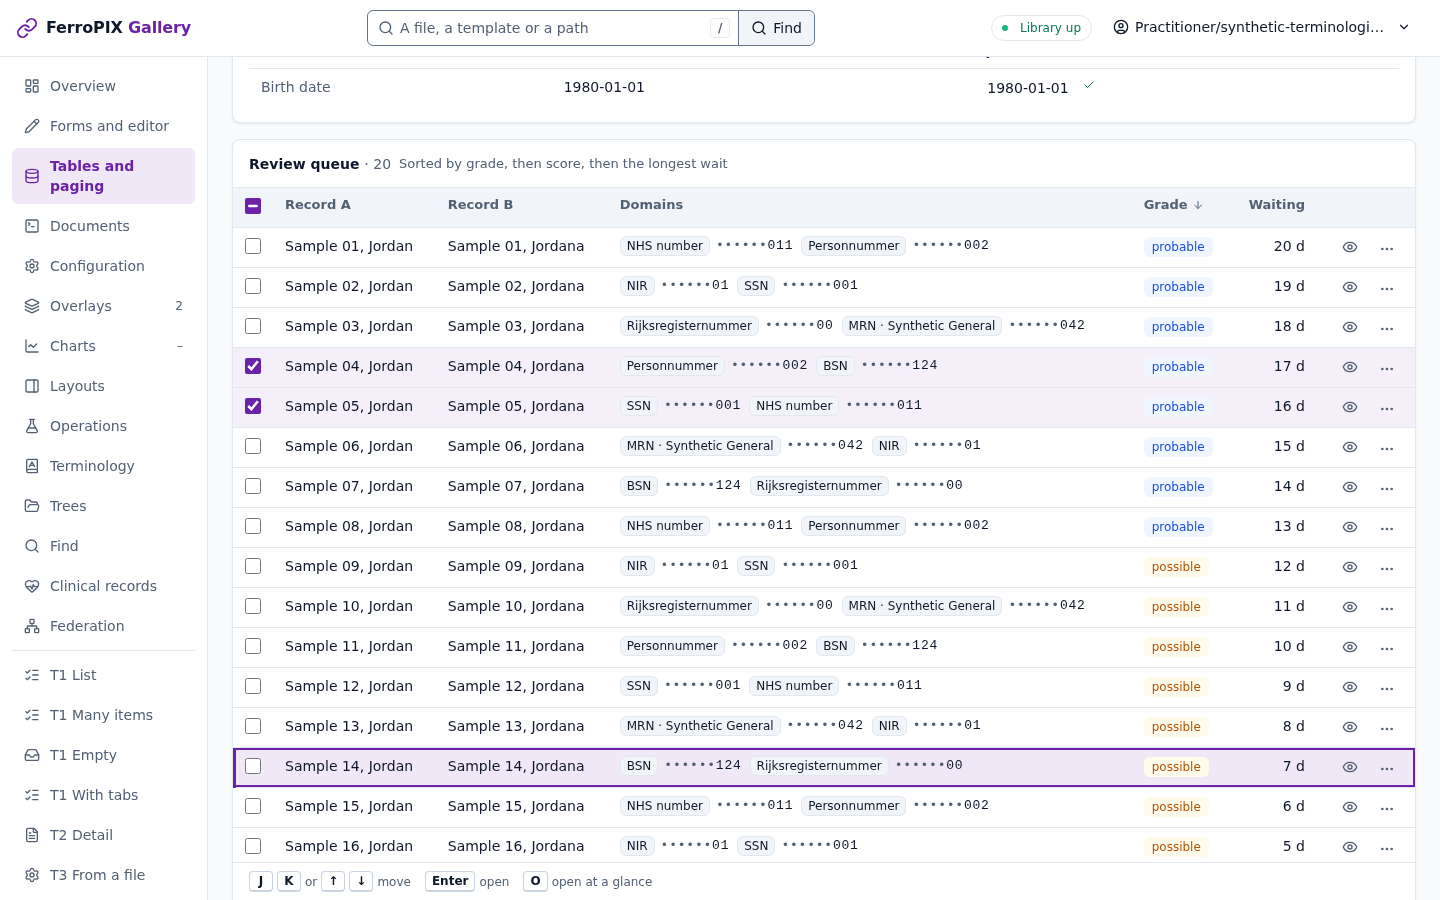 FerroPIX Gallery
A file, a template or a path
/
Find
Library up
Practitioner/synthetic-terminologi...
Overview
Forms and editor
Tables and paging
Documents
Configuration
Overlays 2
Charts –
Layouts
Operations
Terminology
Trees
Find
Clinical records
Federation
T1 List
T1 Many items
T1 Empty
T1 With tabs
T2 Detail
T3 From a file
Birth date 1980-01-01 1980-01-01
Review queue · 20 Sorted by grade, then score, then the longest wait
Record A Record B Domains Grade ↓ Waiting
Sample 01, Jordan Sample 01, Jordana NHS number ••••••011 Personnummer ••••••002 probable 20 d
Sample 02, Jordan Sample 02, Jordana NIR ••••••01 SSN ••••••001 probable 19 d
Sample 03, Jordan Sample 03, Jordana Rijksregisternummer ••••••00 MRN · Synthetic General ••••••042 probable 18 d
Sample 04, Jordan Sample 04, Jordana Personnummer ••••••002 BSN ••••••124 probable 17 d
Sample 05, Jordan Sample 05, Jordana SSN ••••••001 NHS number ••••••011 probable 16 d
Sample 06, Jordan Sample 06, Jordana MRN · Synthetic General ••••••042 NIR ••••••01 probable 15 d
Sample 07, Jordan Sample 07, Jordana BSN ••••••124 Rijksregisternummer ••••••00 probable 14 d
Sample 08, Jordan Sample 08, Jordana NHS number ••••••011 Personnummer ••••••002 probable 13 d
Sample 09, Jordan Sample 09, Jordana NIR ••••••01 SSN ••••••001 possible 12 d
Sample 10, Jordan Sample 10, Jordana Rijksregisternummer ••••••00 MRN · Synthetic General ••••••042 possible 11 d
Sample 11, Jordan Sample 11, Jordana Personnummer ••••••002 BSN ••••••124 possible 10 d
Sample 12, Jordan Sample 12, Jordana SSN ••••••001 NHS number ••••••011 possible 9 d
Sample 13, Jordan Sample 13, Jordana MRN · Synthetic General ••••••042 NIR ••••••01 possible 8 d
Sample 14, Jordan Sample 14, Jordana BSN ••••••124 Rijksregisternummer ••••••00 possible 7 d
Sample 15, Jordan Sample 15, Jordana NHS number ••••••011 Personnummer ••••••002 possible 6 d
Sample 16, Jordan Sample 16, Jordana NIR ••••••01 SSN ••••••001 possible 5 d
J K or ↑ ↓ move Enter open O open at a glance